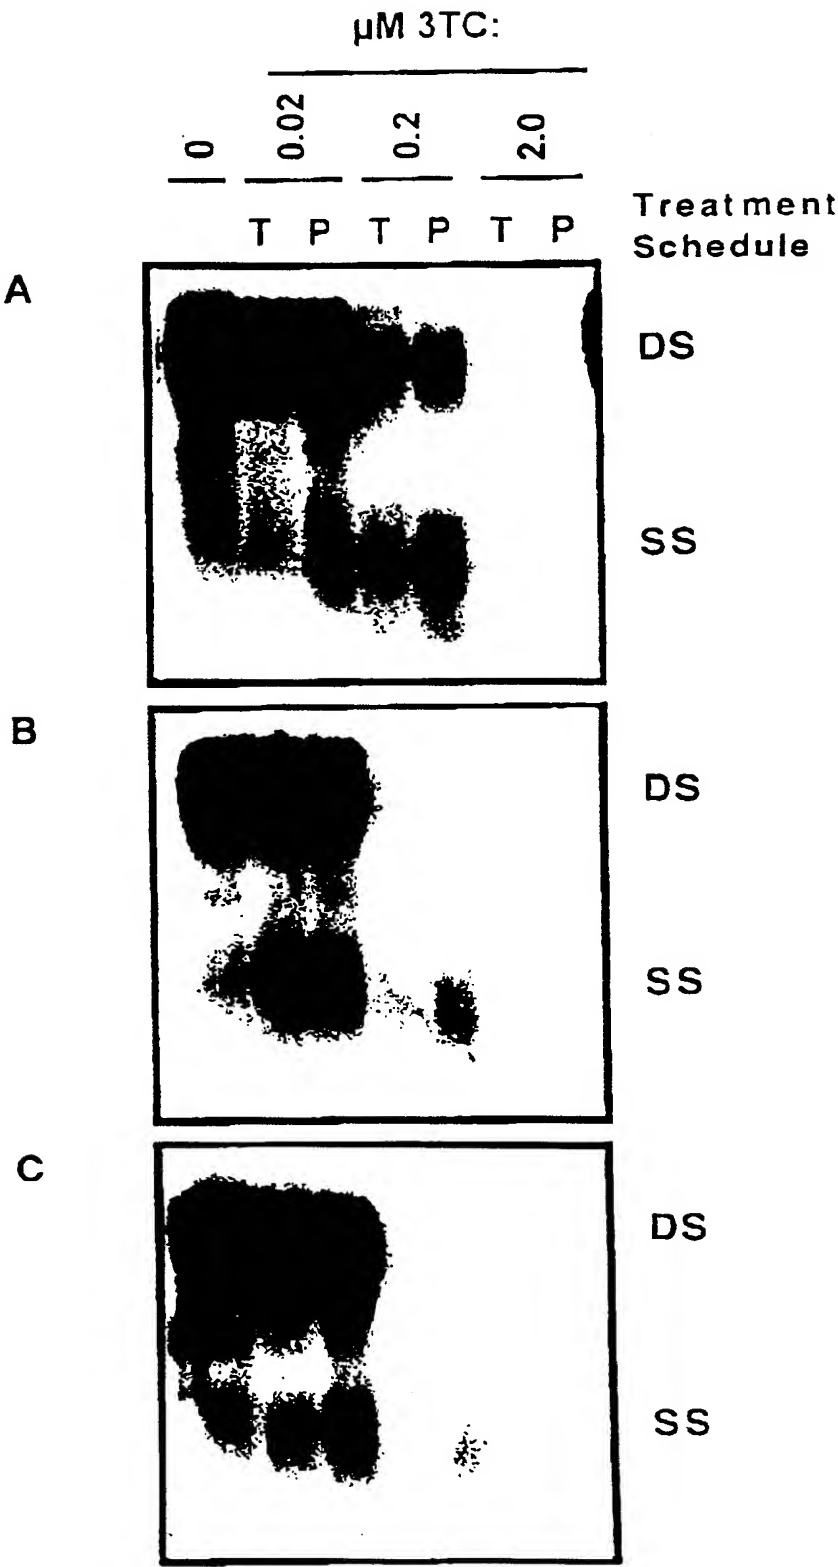 μM 3TC:
0 0.02 0.2 2.0
T P T P T P
Treatment
Schedule
A
DS
SS
B
DS
SS
C
DS
SS